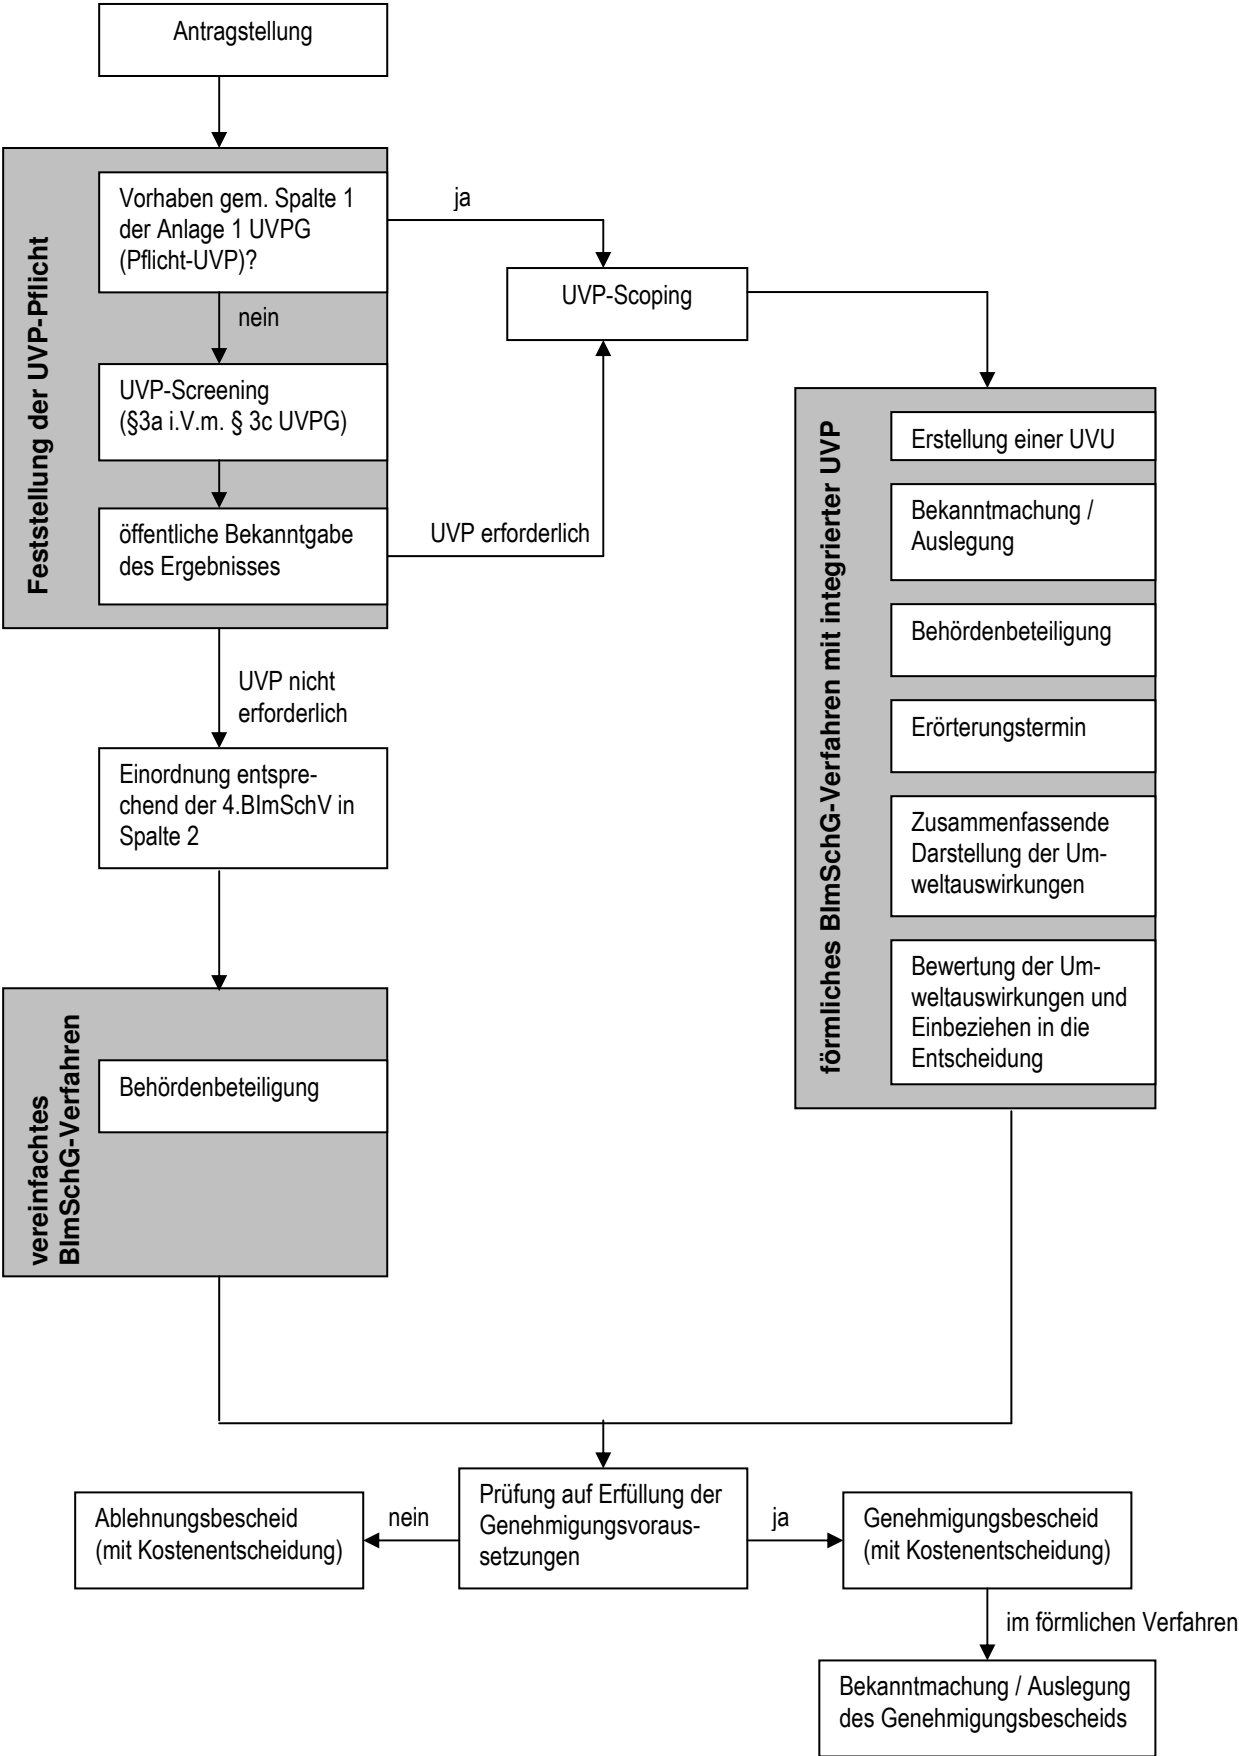 Antragstellung
Feststellung der UVP-Pflicht
Vorhaben gem. Spalte 1
der Anlage 1 UVPG
(Pflicht-UVP)?
ja
nein
UVP-Screening
(§3a i.V.m. § 3c UVPG)
öffentliche Bekanntgabe
des Ergebnisses
UVP erforderlich
UVP-Scoping
UVP nicht
erforderlich
Einordnung entspre-
chend der 4.BImSchV in
Spalte 2
vereinfachtes
BImSchG-Verfahren
Behördenbeteiligung
förmliches BImSchG-Verfahren mit integrierter UVP
Erstellung einer UVU
Bekanntmachung /
Auslegung
Behördenbeteiligung
Erörterungstermin
Zusammenfassende
Darstellung der Um-
weltauswirkungen
Bewertung der Um-
weltauswirkungen und
Einbeziehen in die
Entscheidung
Prüfung auf Erfüllung der
Genehmigungsvoraus-
setzungen
nein
Ablehnungsbescheid
(mit Kostenentscheidung)
ja
Genehmigungsbescheid
(mit Kostenentscheidung)
im förmlichen Verfahren
Bekanntmachung / Auslegung
des Genehmigungsbescheids